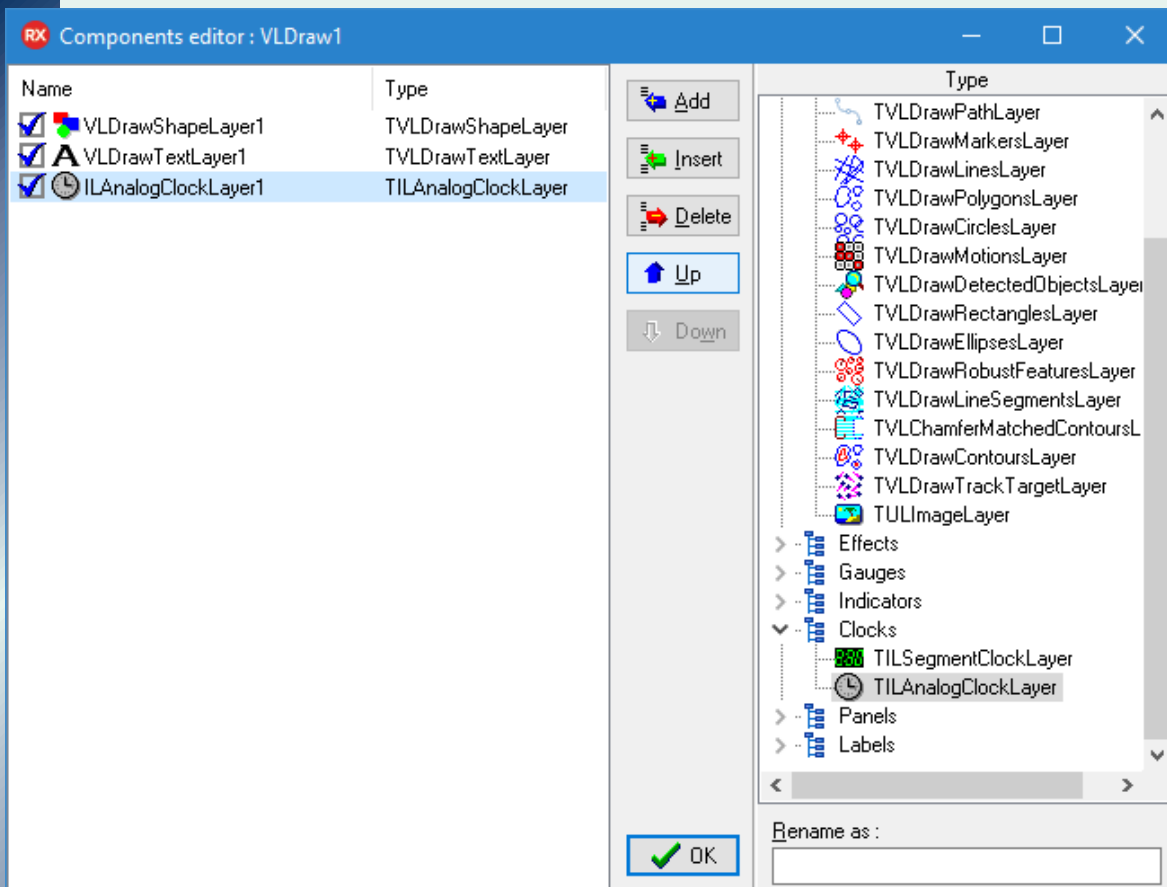 RX Components editor : VLDraw1
Name Type
VLDrawShapeLayer1 TVLDrawShapeLayer
A VLDrawTextLayer1 TVLDrawTextLayer
ILAnalogClockLayer1 TILAnalogClockLayer
Add
Insert
Delete
Up
Down
OK
Type
TVLDrawPathLayer
TVLDrawMarkersLayer
TVLDrawLinesLayer
TVLDrawPolygonsLayer
TVLDrawCirclesLayer
TVLDrawMotionsLayer
TVLDrawDetectedObjectsLayer
TVLDrawRectanglesLayer
TVLDrawEllipsesLayer
TVLDrawRobustFeaturesLayer
TVLDrawLineSegmentsLayer
TVLChamferMatchedContoursL
TVLDrawContoursLayer
TVLDrawTrackTargetLayer
TULImageLayer
Effects
Gauges
Indicators
Clocks
TILSegmentClockLayer
TILAnalogClockLayer
Panels
Labels
Rename as :